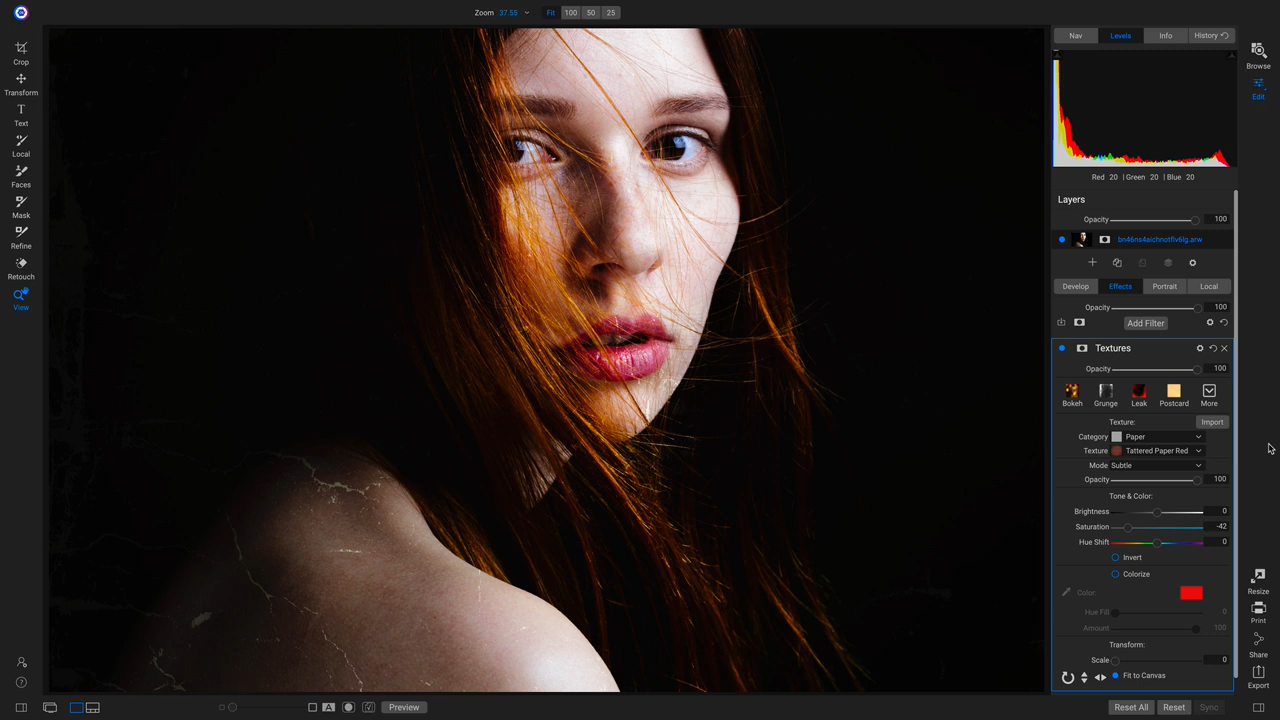 Zoom 37.55 Fit 100 50 25
Crop
Transform
Text
Local
Faces
Mask
Refine
Retouch
View
Nav Levels Info History
Browse
Edit
Red 20 | Green 20 | Blue 20
Layers
Opacity 100
bn46ns4aichnotflv6lg.arw
Develop Effects Portrait Local
Opacity 100
Add Filter
Textures
Opacity 100
Bokeh Grunge Leak Postcard More
Texture: Import
Category Paper
Texture Tattered Paper Red
Mode Subtle
Opacity 100
Tone & Color:
Brightness 0
Saturation -42
Hue Shift 0
Invert
Colorize
Color:
Hue Fill 0
Amount 100
Transform:
Scale 0
Fit to Canvas
Resize
Print
Share
Export
A Preview
Reset All Reset Sync